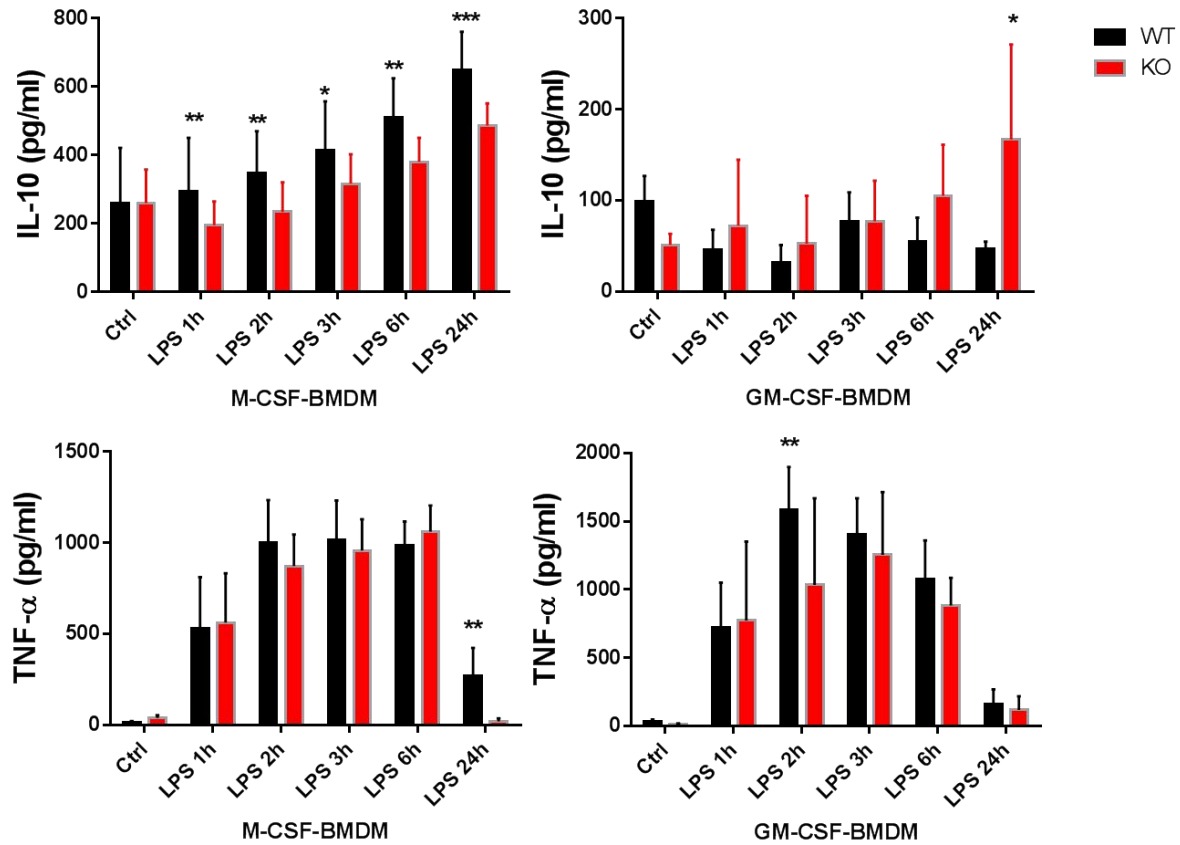 IL-10 (pg/ml)
800
600
400
200
0
**
**
*
**
***
Ctrl
LPS 1h
LPS 2h
LPS 3h
LPS 6h
LPS 24h
M-CSF-BMDM
IL-10 (pg/ml)
300
200
100
0
*
Ctrl
LPS 1h
LPS 2h
LPS 3h
LPS 6h
LPS 24h
GM-CSF-BMDM
WT
KO
TNF-α (pg/ml)
1500
1000
500
0
**
Ctrl
LPS 1h
LPS 2h
LPS 3h
LPS 6h
LPS 24h
M-CSF-BMDM
TNF-α (pg/ml)
2000
1500
1000
500
0
**
Ctrl
LPS 1h
LPS 2h
LPS 3h
LPS 6h
LPS 24h
GM-CSF-BMDM